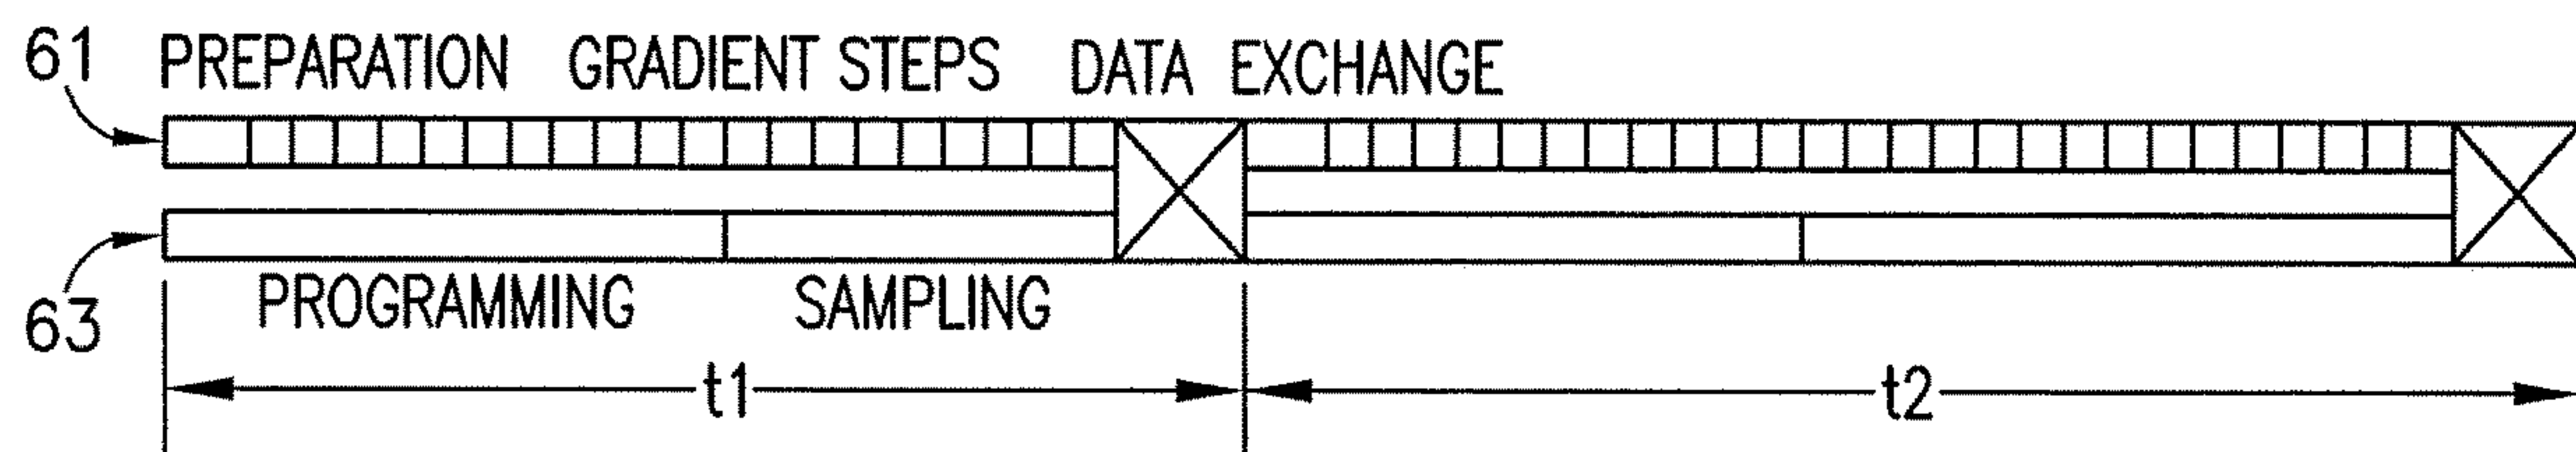 61 PREPARATION GRADIENT STEPS DATA EXCHANGE
63 PROGRAMMING SAMPLING
t1 t2